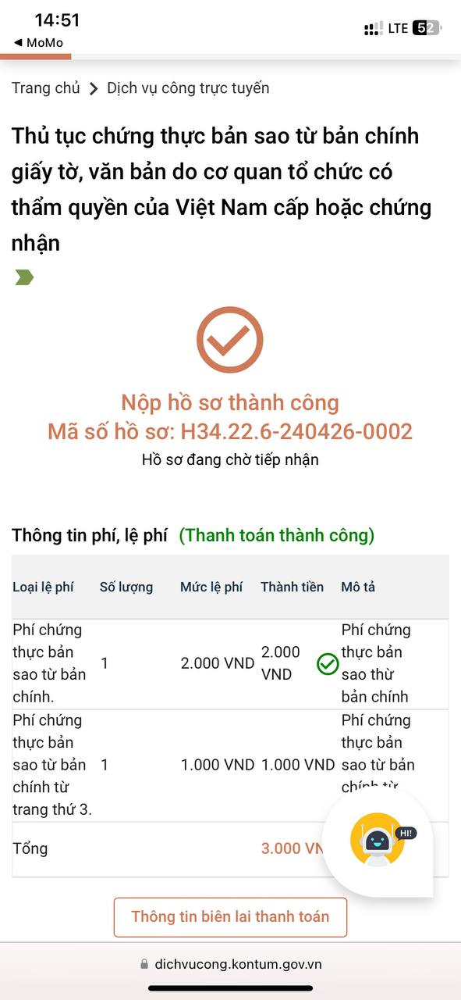 14:51
LTE 52
◀ MoMo
Trang chủ > Dịch vụ công trực tuyến
Thủ tục chứng thực bản sao từ bản chính
giấy tờ, văn bản do cơ quan tổ chức có
thẩm quyền của Việt Nam cấp hoặc chứng
nhận
Nộp hồ sơ thành công
Mã số hồ sơ: H34.22.6-240426-0002
Hồ sơ đang chờ tiếp nhận
Thông tin phí, lệ phí (Thanh toán thành công)
Loại lệ phí Số lượng Mức lệ phí Thành tiền Mô tả
Phí chứng
thực bản
sao từ bản
chính.
1
2.000 VND
2.000
VND
Phí chứng
thực bản
sao thừ
bản chính
Phí chứng
thực bản
sao từ bản
chính từ
trang thứ 3.
1
1.000 VND
1.000 VND
Phí chứng
thực bản
sao từ bản
chính từ
Tổng
3.000
HI!
Thông tin biên lai thanh toán
dichvucong.kontum.gov.vn